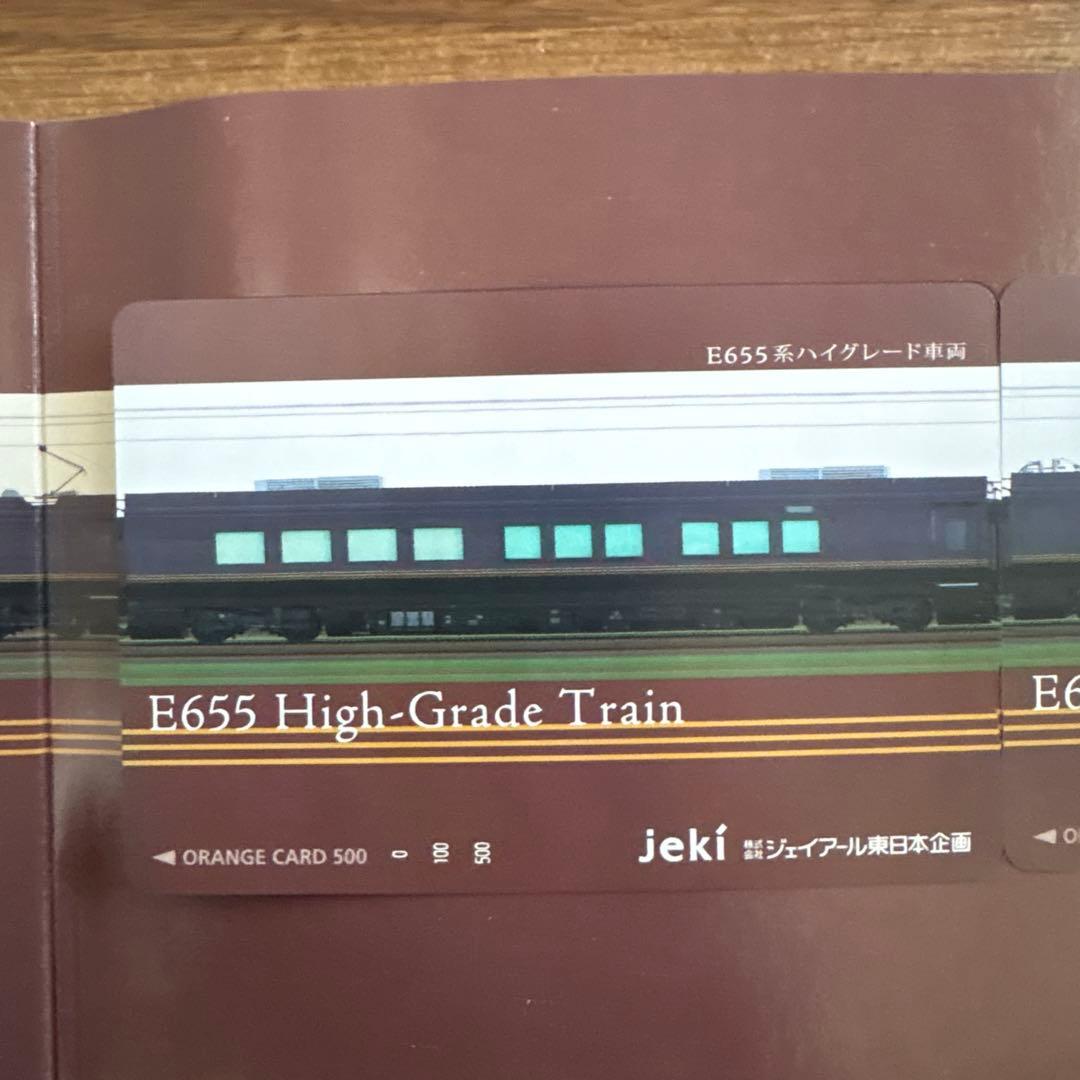 E655系ハイグレード車両
E655 High-Grade Train
E6
◀ ORANGE CARD 500 0 100 500
jeki 株式会社 ジェイアール東日本企画
◀ O